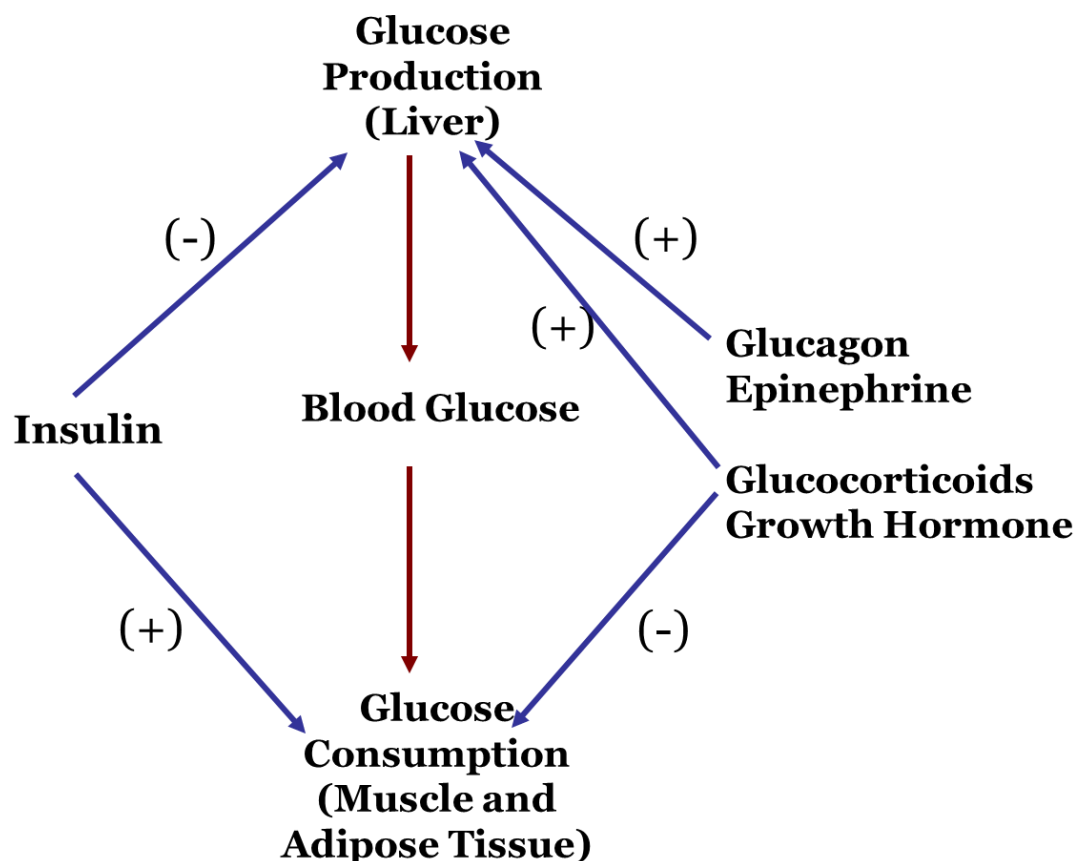 Glucose
Production
(Liver)
(-)
(+)
(+)
Glucagon
Epinephrine
Insulin
Blood Glucose
Glucocorticoids
Growth Hormone
(+)
(-)
Glucose
Consumption
(Muscle and
Adipose Tissue)